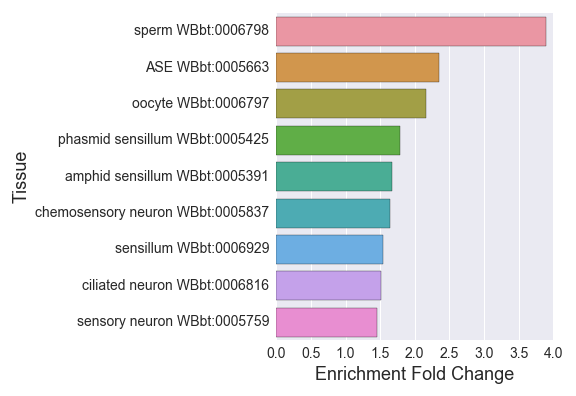 sperm WBbt:0006798
ASE WBbt:0005663
oocyte WBbt:0006797
phasmid sensillum WBbt:0005425
amphid sensillum WBbt:0005391
chemosensory neuron WBbt:0005837
sensillum WBbt:0006929
ciliated neuron WBbt:0006816
sensory neuron WBbt:0005759
Tissue
0.0 0.5 1.0 1.5 2.0 2.5 3.0 3.5 4.0
Enrichment Fold Change